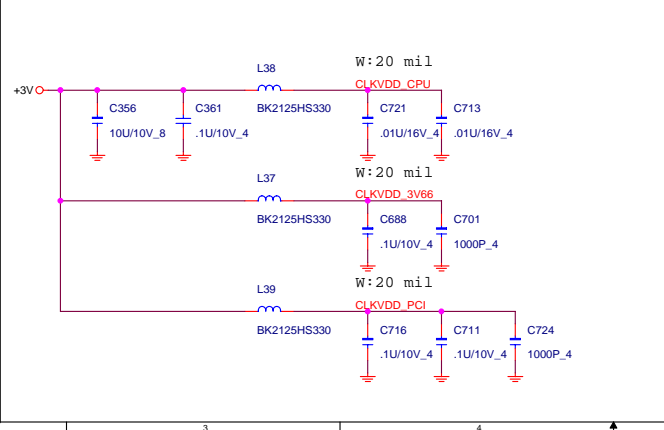 W:20 mil
L38
+3V
CLKVDD_CPU
C356
C361
BK2125HS330
C721
C713
10U/10V_8
.1U/10V_4
.01U/16V_4
.01U/16V_4
W:20 mil
L37
CLKVDD_3V66
BK2125HS330
C688
C701
.1U/10V_4
1000P_4
W:20 mil
L39
CLKVDD_PCI
BK2125HS330
C716
C711
C724
.1U/10V_4
.1U/10V_4
1000P_4
3
4